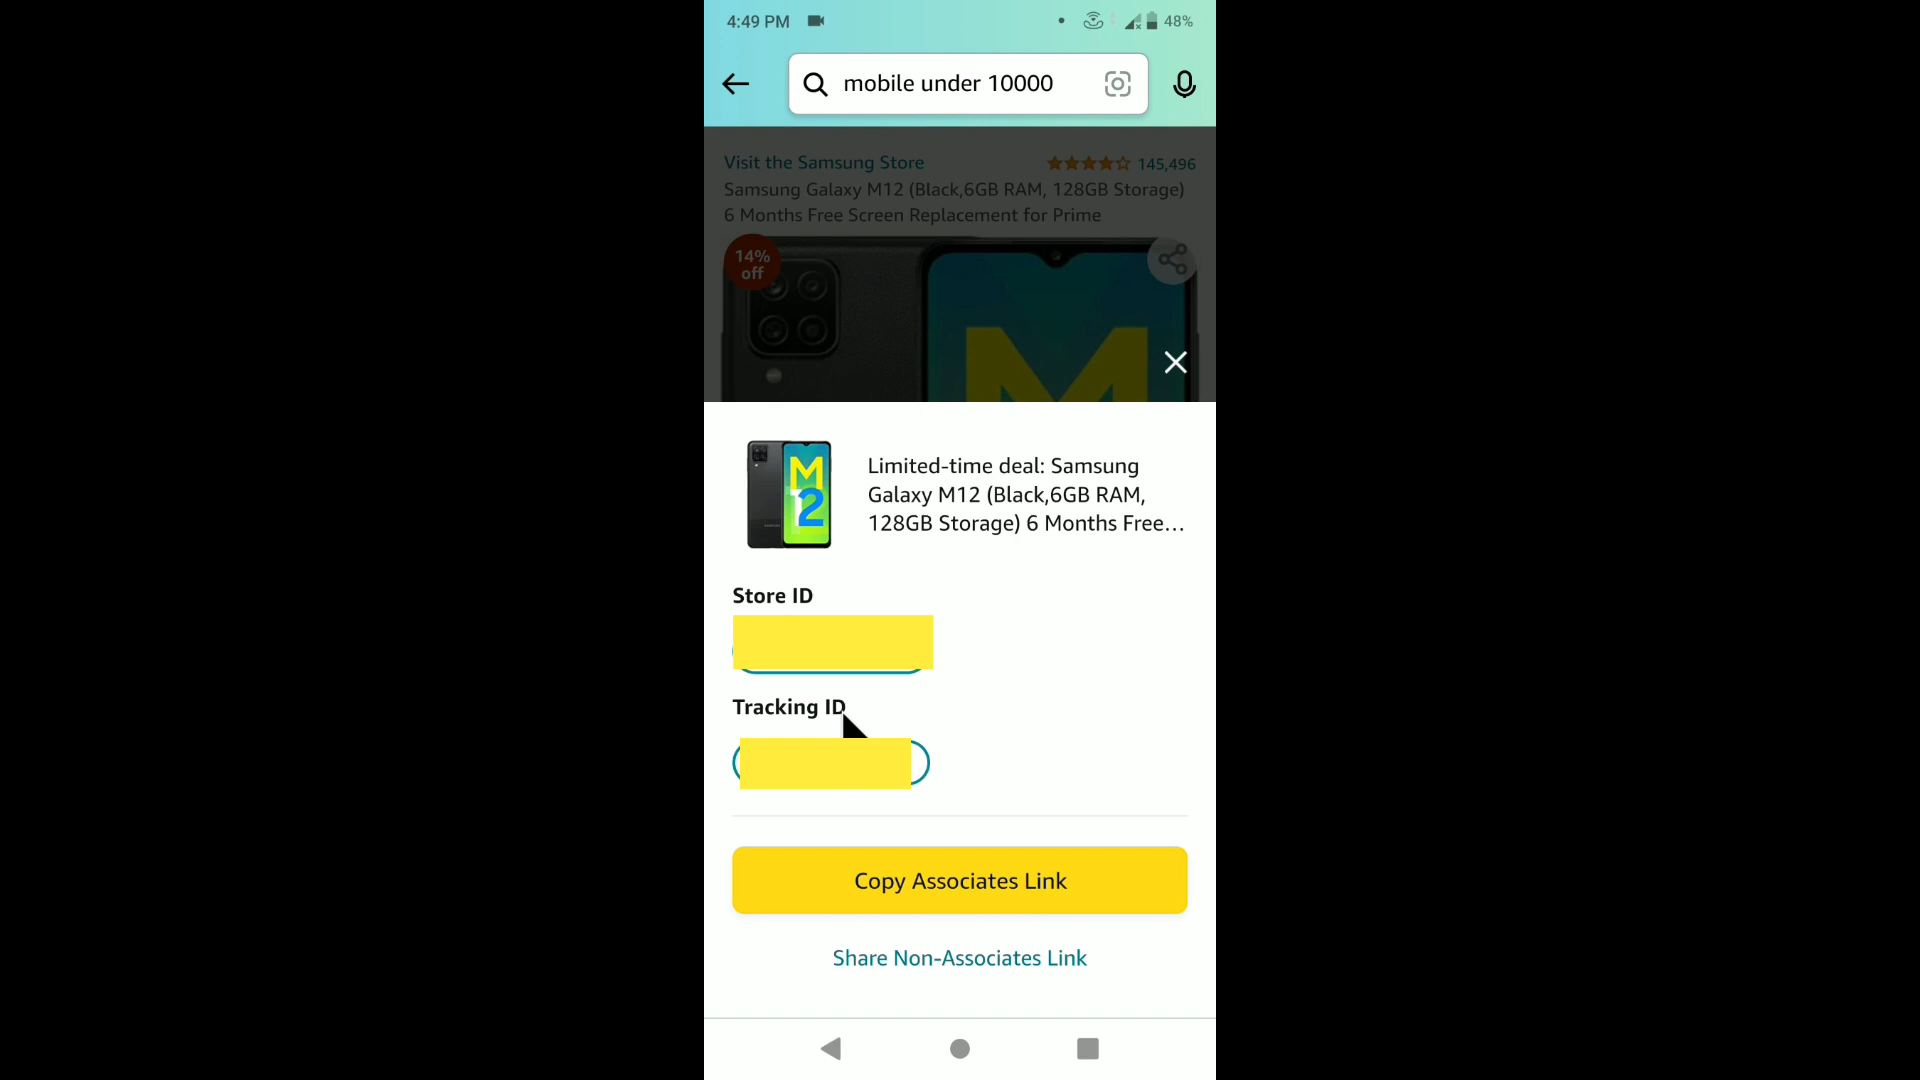 4:49 PM
48%
mobile under 10000
Visit the Samsung Store
145,496
Samsung Galaxy M12 (Black,6GB RAM, 128GB Storage)
6 Months Free Screen Replacement for Prime
14%
off
M
M
12
Limited-time deal: Samsung
Galaxy M12 (Black,6GB RAM,
128GB Storage) 6 Months Free...
Store ID
Tracking ID
Copy Associates Link
Share Non-Associates Link